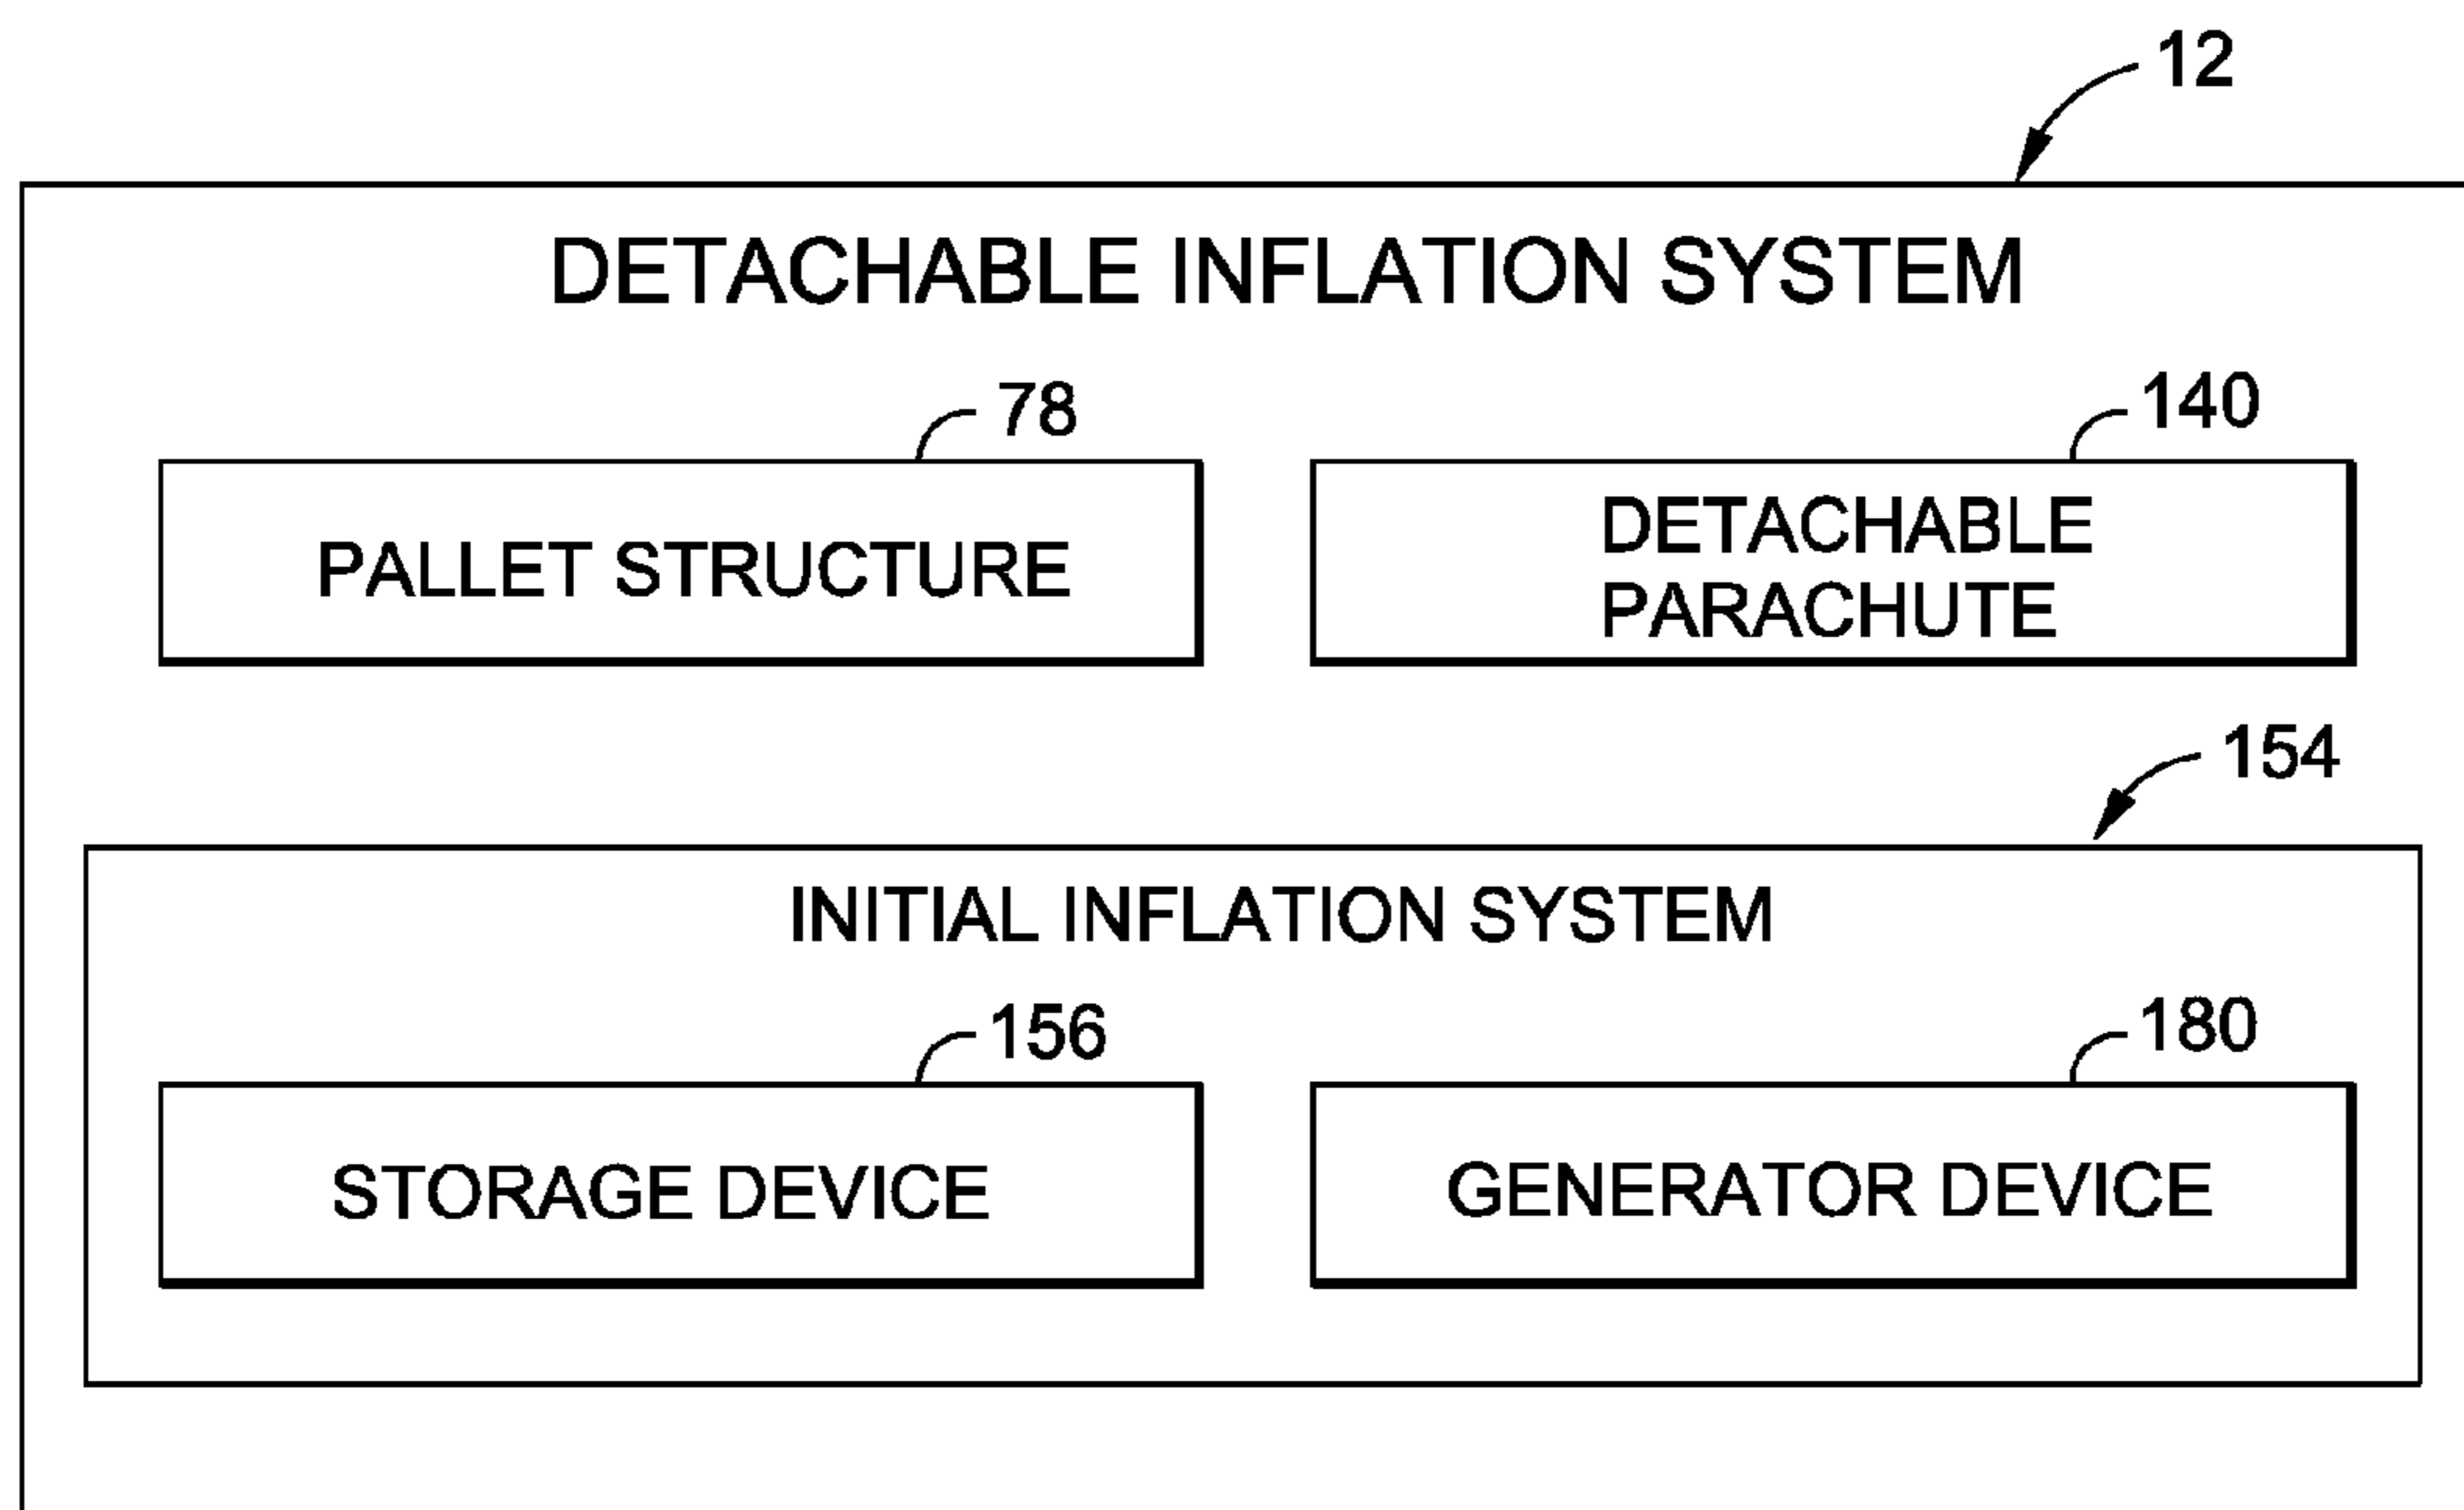 12
DETACHABLE INFLATION SYSTEM
78
140
PALLET STRUCTURE
DETACHABLE
PARACHUTE
154
INITIAL INFLATION SYSTEM
156
180
STORAGE DEVICE
GENERATOR DEVICE